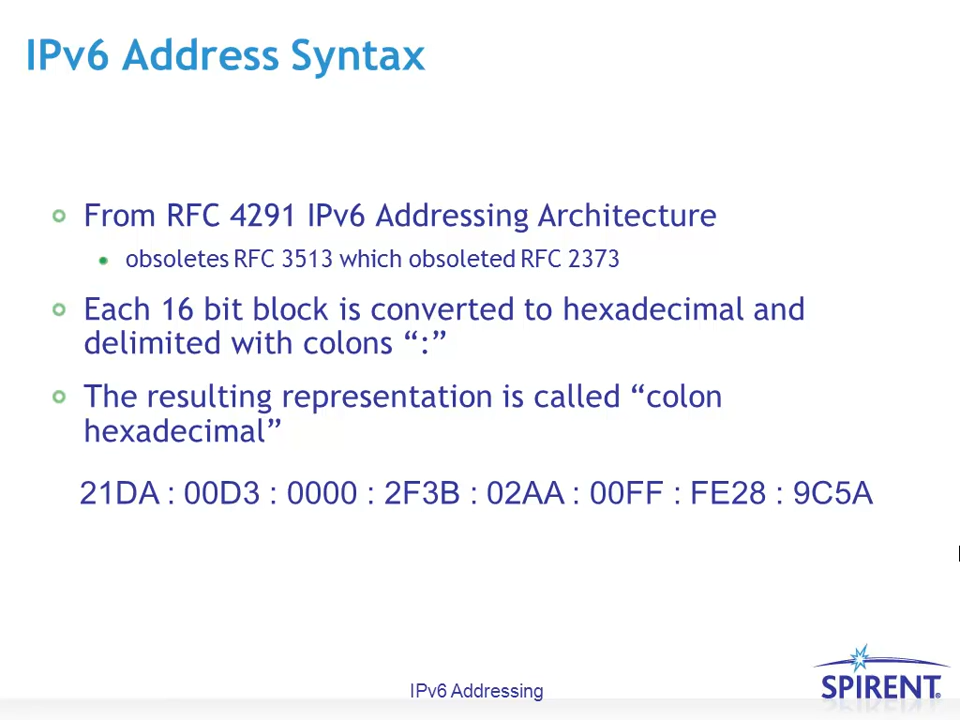 IPv6 Address Syntax
From RFC 4291 IPv6 Addressing Architecture
obsoletes RFC 3513 which obsoleted RFC 2373
Each 16 bit block is converted to hexadecimal and
delimited with colons “:”
The resulting representation is called “colon
hexadecimal”
21DA : 00D3 : 0000 : 2F3B : 02AA : 00FF : FE28 : 9C5A
IPv6 Addressing
SPIRENT®